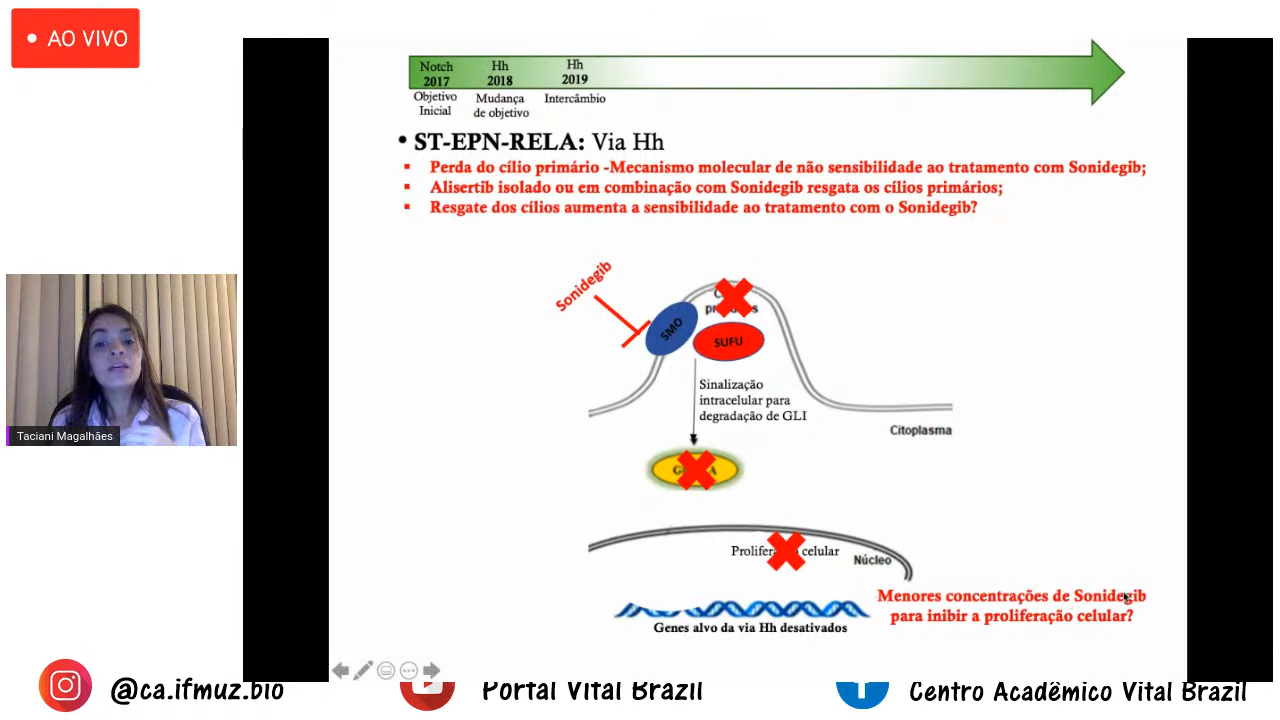 AO VIVO
Notch Hh Hh
2017 2018 2019
Objetivo Mudança Intercâmbio
Inicial de objetivo
• ST-EPN-RELA: Via Hh
Perda do cílio primário -Mecanismo molecular de não sensibilidade ao tratamento com Sonidegib;
Alisertib isolado ou em combinação com Sonidegib resgata os cílios primários;
Resgate dos cílios aumenta a sensibilidade ao tratamento com o Sonidegib?
Sonidegib
SMO
SUFU
Sinalização
intracelular para
degradação de GLI
Citoplasma
celular
Núcleo
Menores concentrações de Sonidegib
para inibir a proliferação celular?
Genes alvo da via Hh desativados
Taciani Magalhães
@ca.ifmuz.bio
Portal Vital Brazil
Centro Acadêmico Vital Brazil